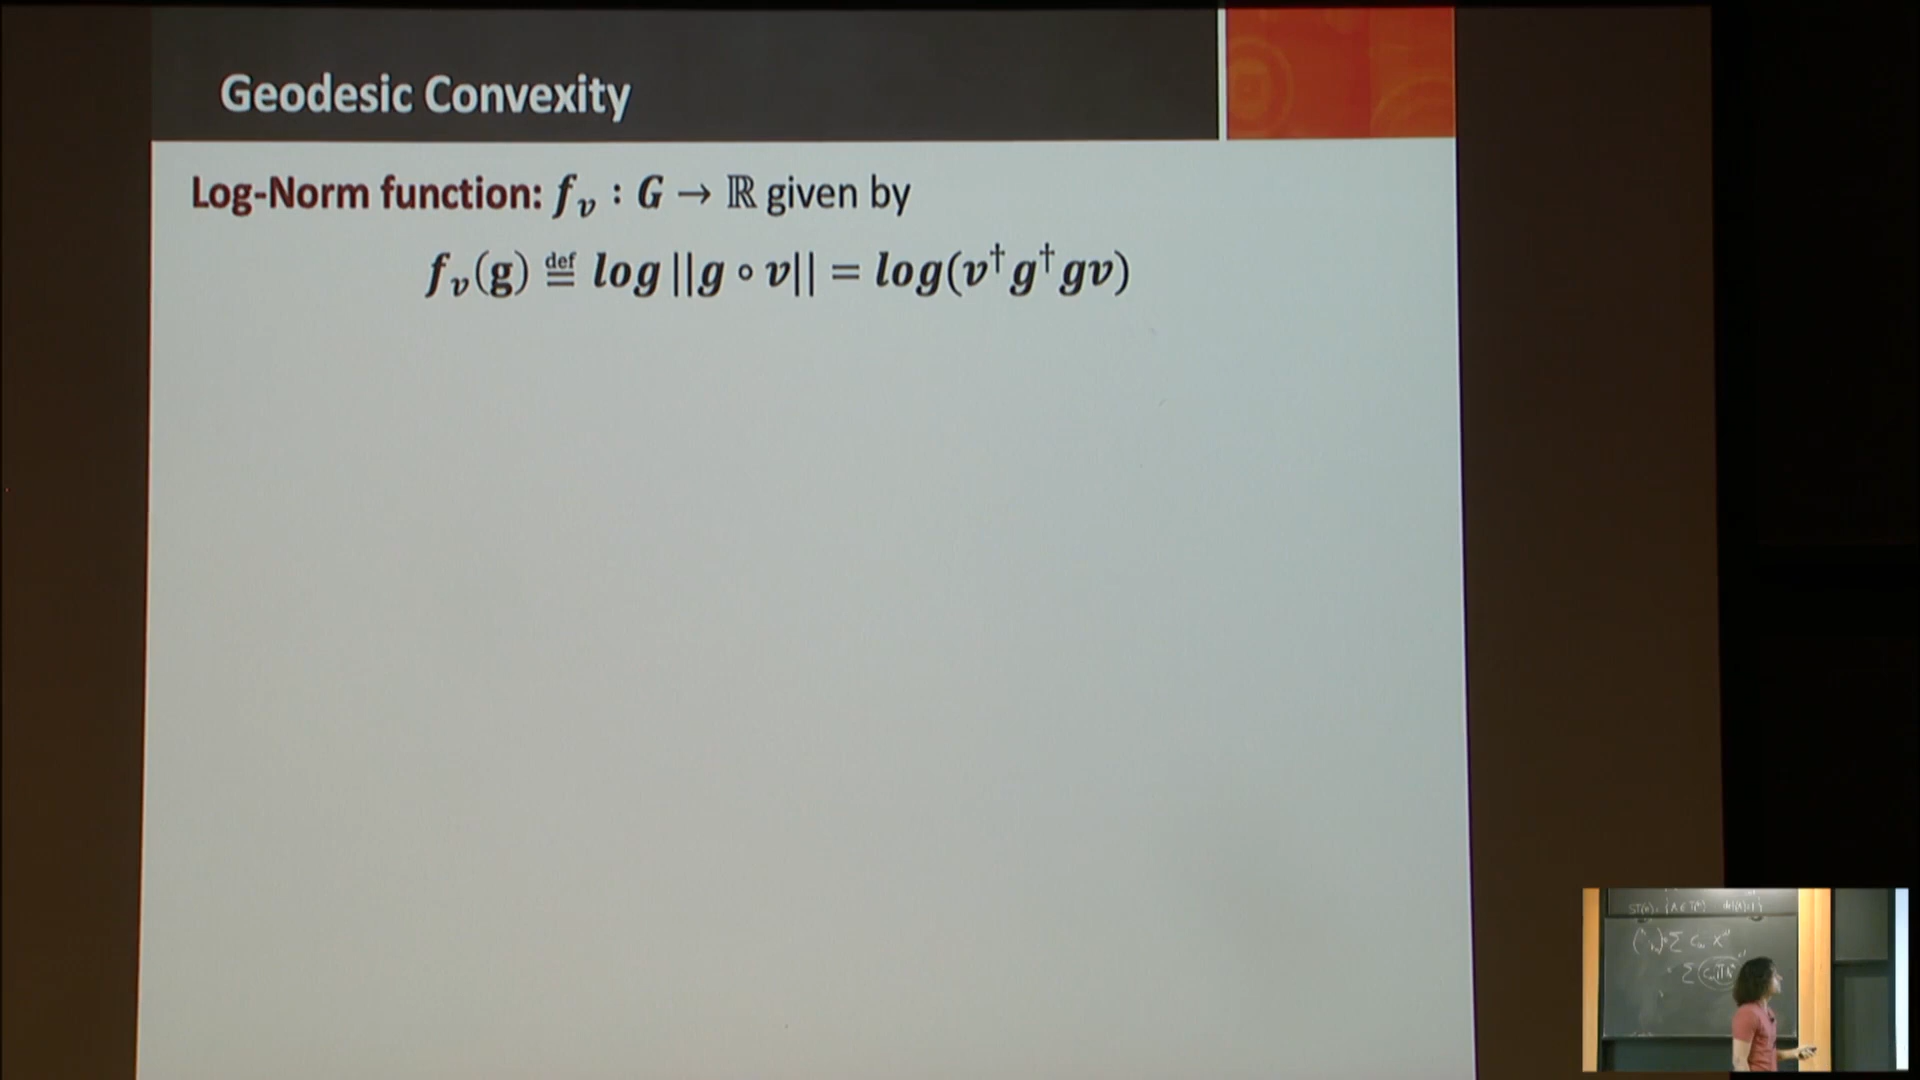 Geodesic Convexity
Log-Norm function: f_v : G → ℝ given by
f_v(g) ≝ log ||g ∘ v|| = log(v†g†gv)